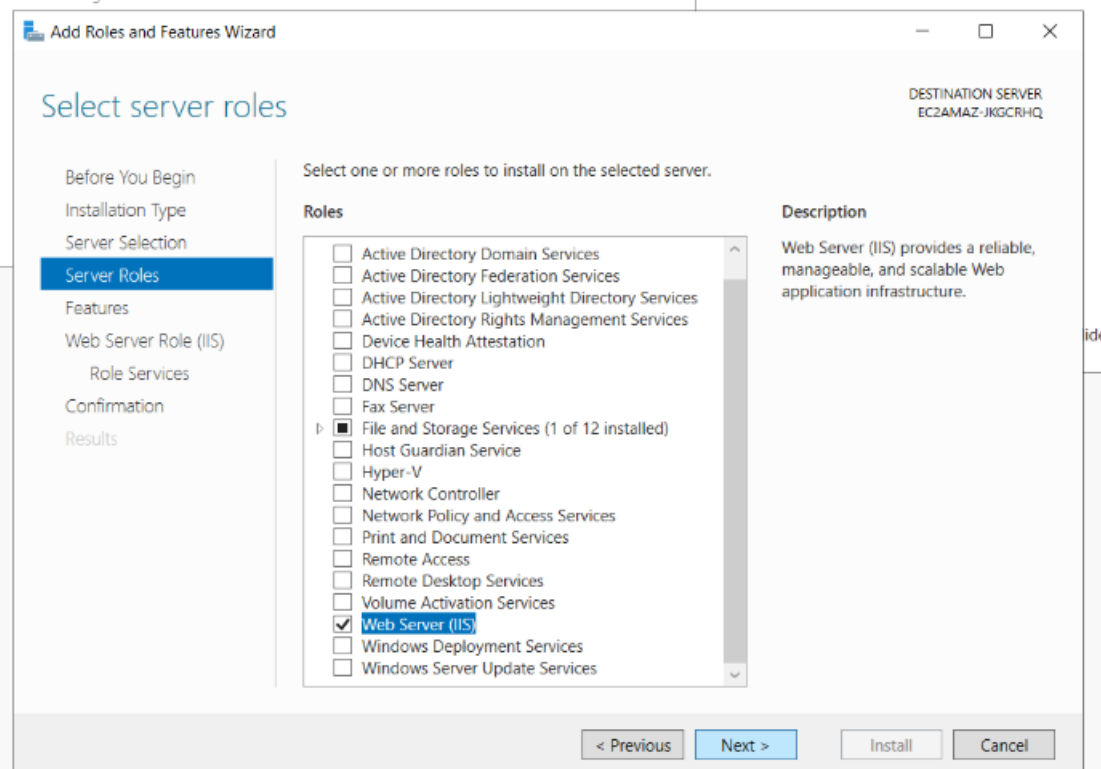 Add Roles and Features Wizard
Select server roles
DESTINATION SERVER
EC2AMAZ-JKGCRHQ
Before You Begin
Installation Type
Server Selection
Server Roles
Features
Web Server Role (IIS)
Role Services
Confirmation
Results
Select one or more roles to install on the selected server.
Roles
Active Directory Domain Services
Active Directory Federation Services
Active Directory Lightweight Directory Services
Active Directory Rights Management Services
Device Health Attestation
DHCP Server
DNS Server
Fax Server
File and Storage Services (1 of 12 installed)
Host Guardian Service
Hyper-V
Network Controller
Network Policy and Access Services
Print and Document Services
Remote Access
Remote Desktop Services
Volume Activation Services
Web Server (IIS)
Windows Deployment Services
Windows Server Update Services
Description
Web Server (IIS) provides a reliable,
manageable, and scalable Web
application infrastructure.
< Previous
Next >
Install
Cancel